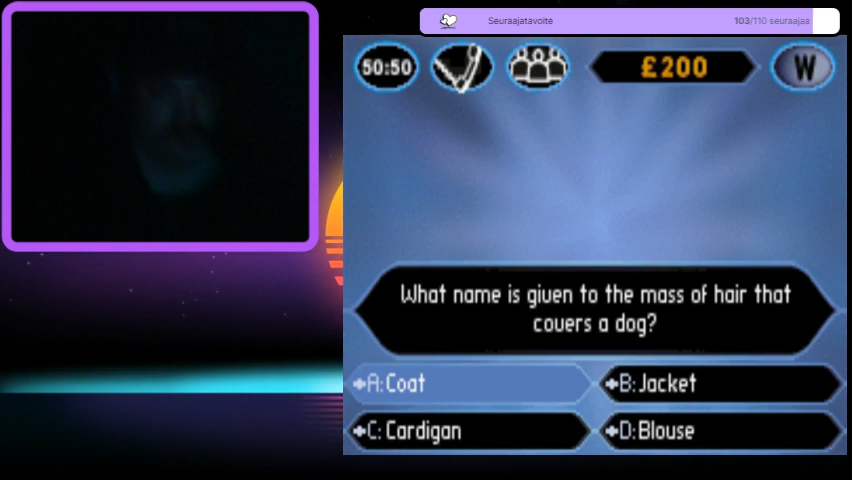 Seuraajatavoite
103/110 seuraajaa
50:50
£200
W
What name is given to the mass of hair that
covers a dog?
A: Coat
B: Jacket
C: Cardigan
D: Blouse